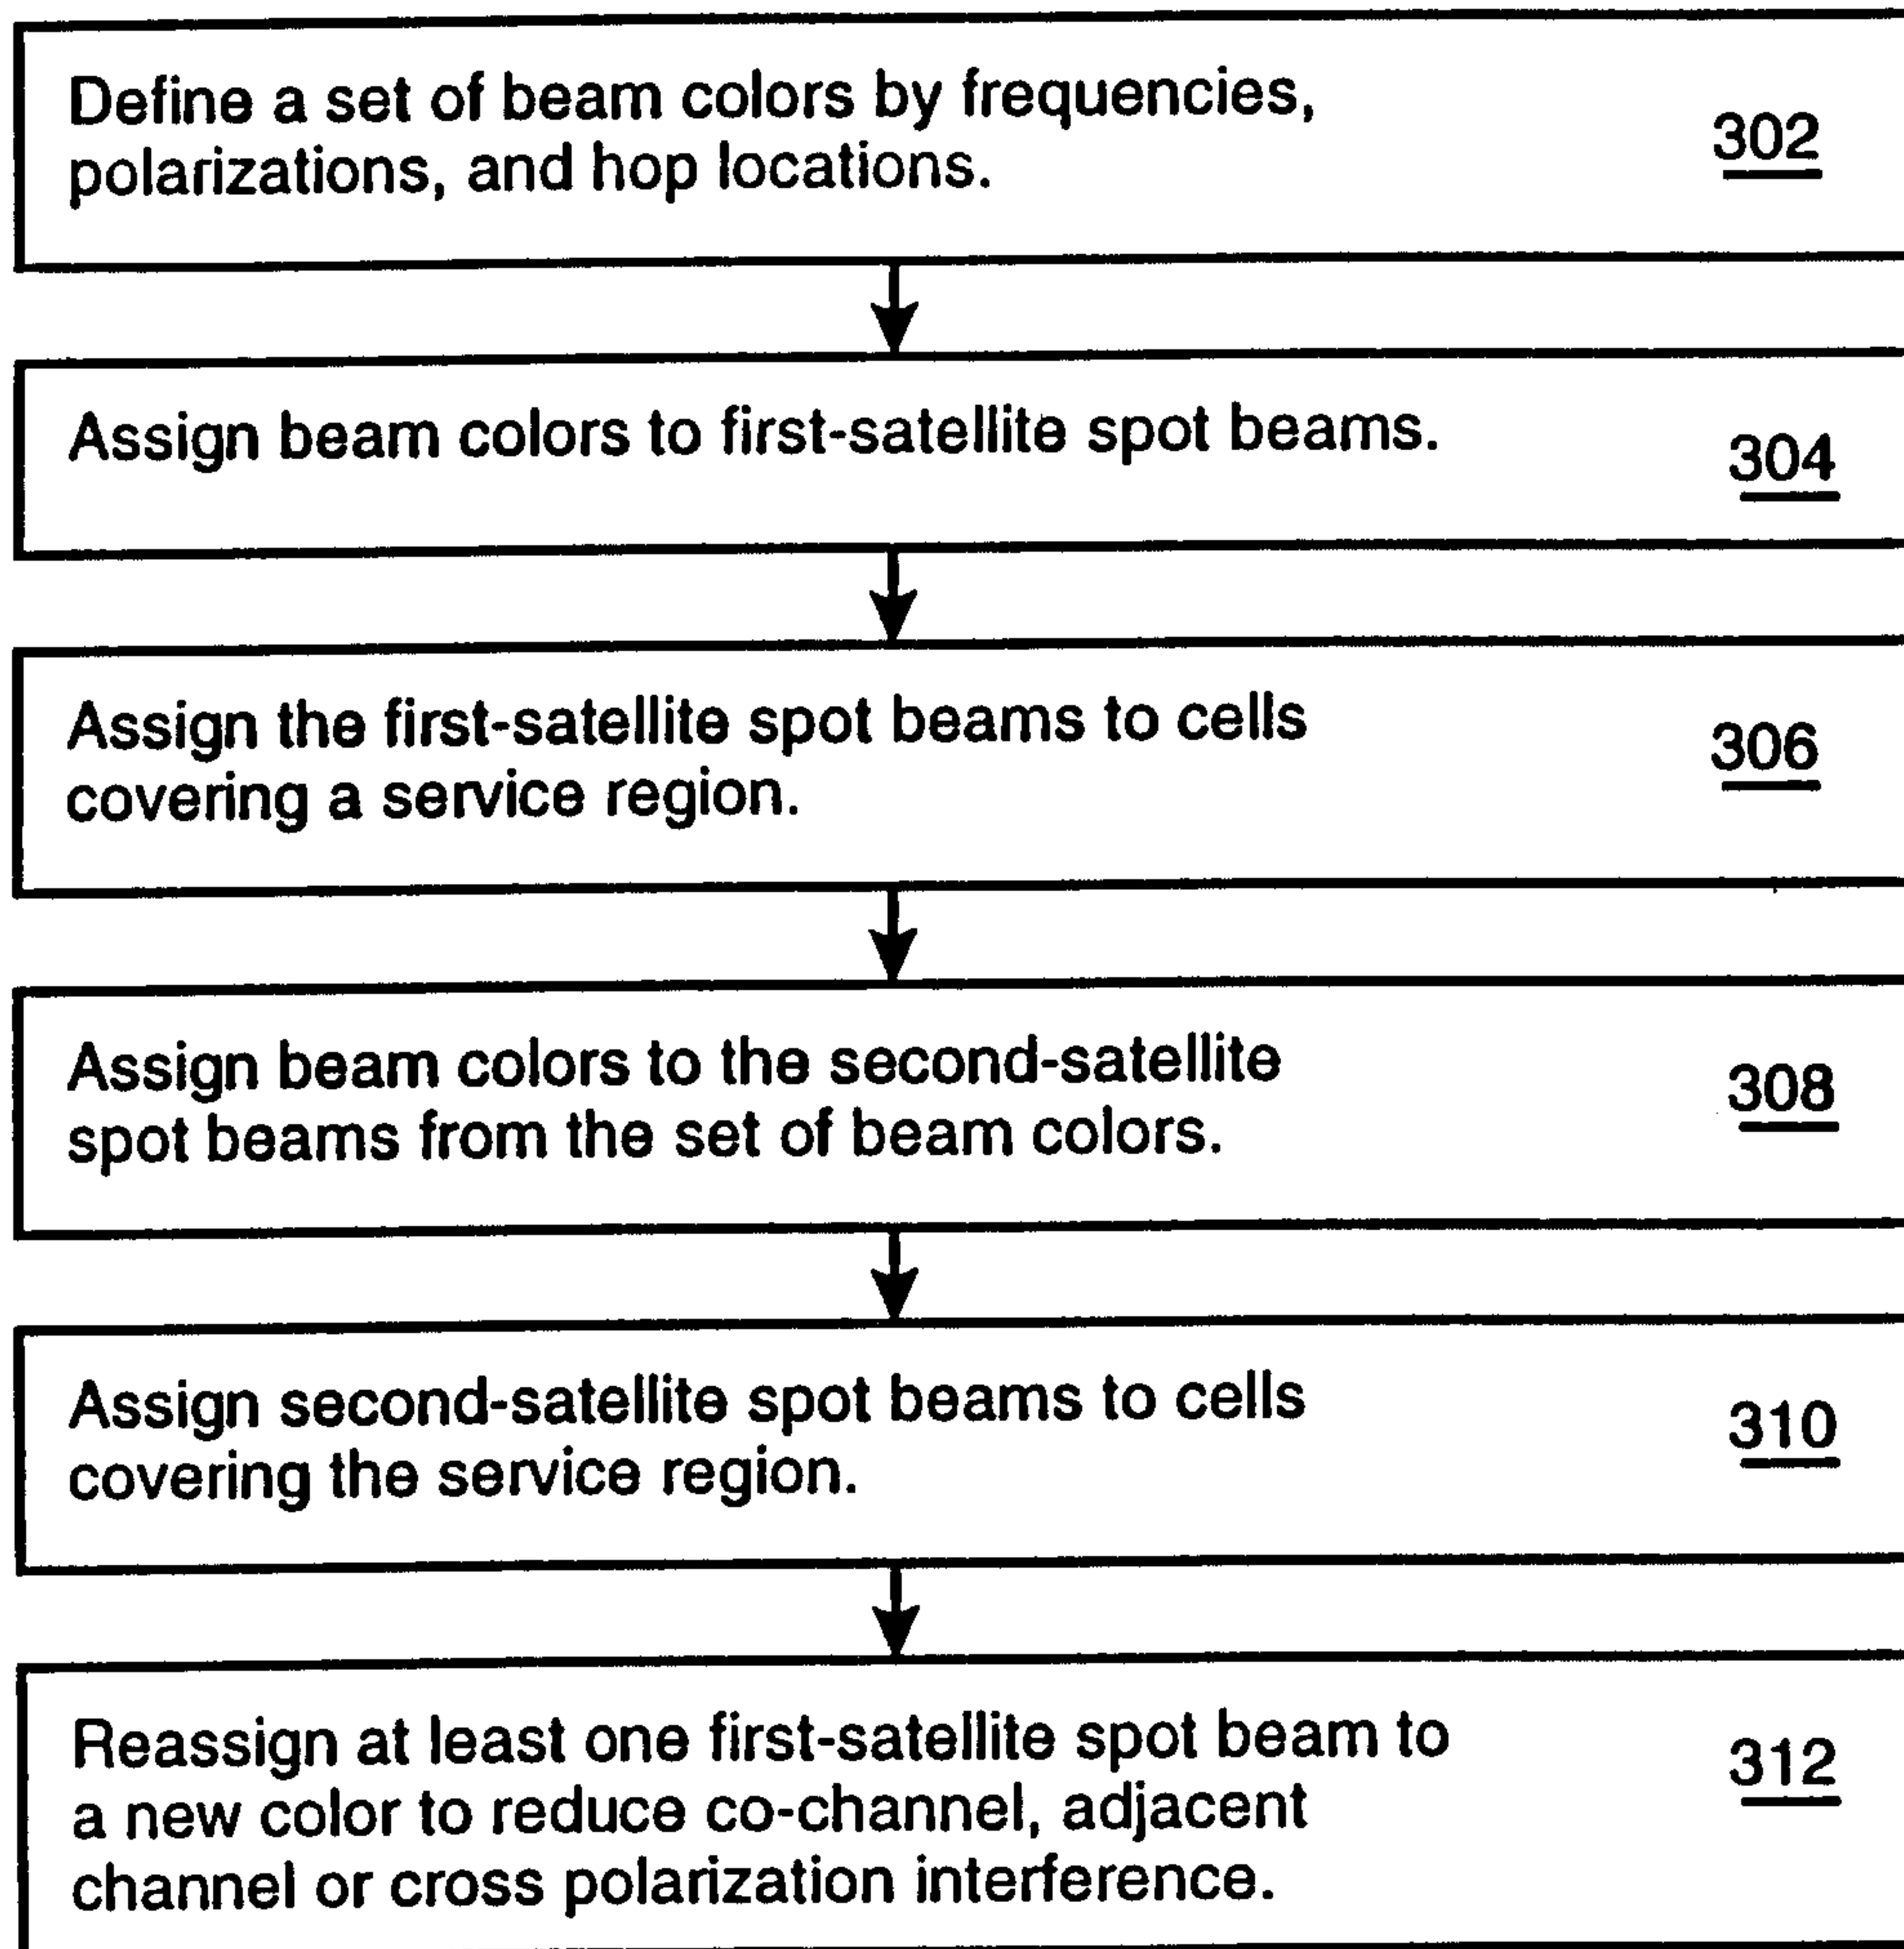 Define a set of beam colors by frequencies,
polarizations, and hop locations.
302
Assign beam colors to first-satellite spot beams.
304
Assign the first-satellite spot beams to cells
covering a service region.
306
Assign beam colors to the second-satellite
spot beams from the set of beam colors.
308
Assign second-satellite spot beams to cells
covering the service region.
310
Reassign at least one first-satellite spot beam to
a new color to reduce co-channel, adjacent
channel or cross polarization interference.
312